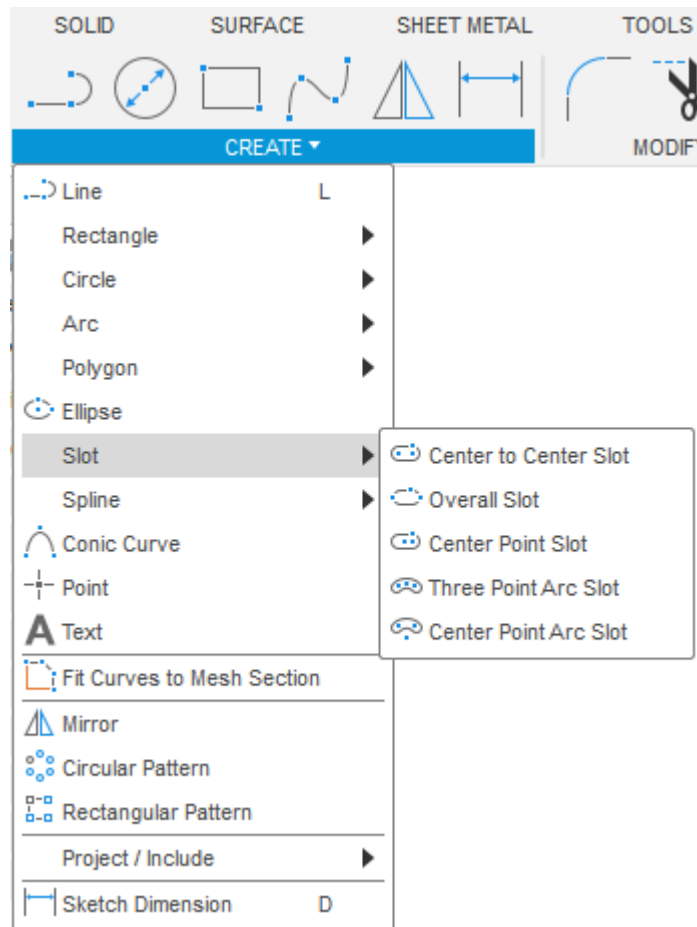 SOLID SURFACE SHEET METAL TOOLS
CREATE MODIFY
Line L
Rectangle
Circle
Arc
Polygon
Ellipse
Slot
Center to Center Slot
Overall Slot
Center Point Slot
Three Point Arc Slot
Center Point Arc Slot
Spline
Conic Curve
Point
Text
Fit Curves to Mesh Section
Mirror
Circular Pattern
Rectangular Pattern
Project / Include
Sketch Dimension D